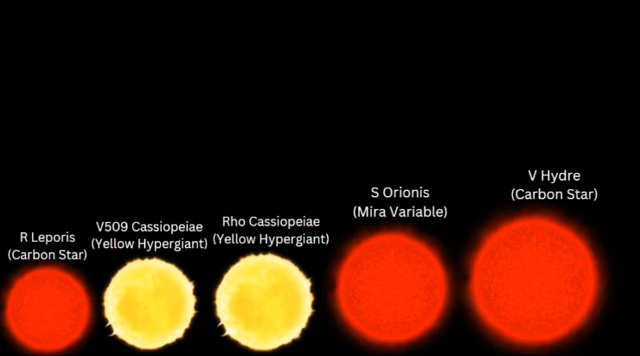 R Leporis
(Carbon Star)
V509 Cassiopeiae
(Yellow Hypergiant)
Rho Cassiopeiae
(Yellow Hypergiant)
S Orionis
(Mira Variable)
V Hydre
(Carbon Star)